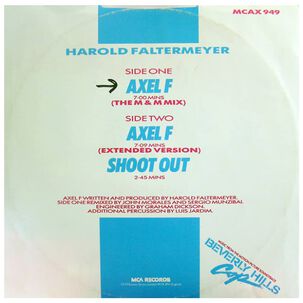 MCAX 949
HAROLD FALTERMEYER
SIDE ONE
AXEL F
7·00 MINS
(THE M & M MIX)
SIDE TWO
AXEL F
7·09 MINS
(EXTENDED VERSION)
SHOOT OUT
2·45 MINS
AXEL F WRITTEN AND PRODUCED BY HAROLD FALTERMEYER.
SIDE ONE REMIXED BY JOHN MORALES AND SERGIO MUNZIBAI.
ENGINEERED BY GRAHAM DICKSON.
ADDITIONAL PERCUSSION BY LUIS JARDIM.
BEVERLY HILLS
Cop
MCA RECORDS